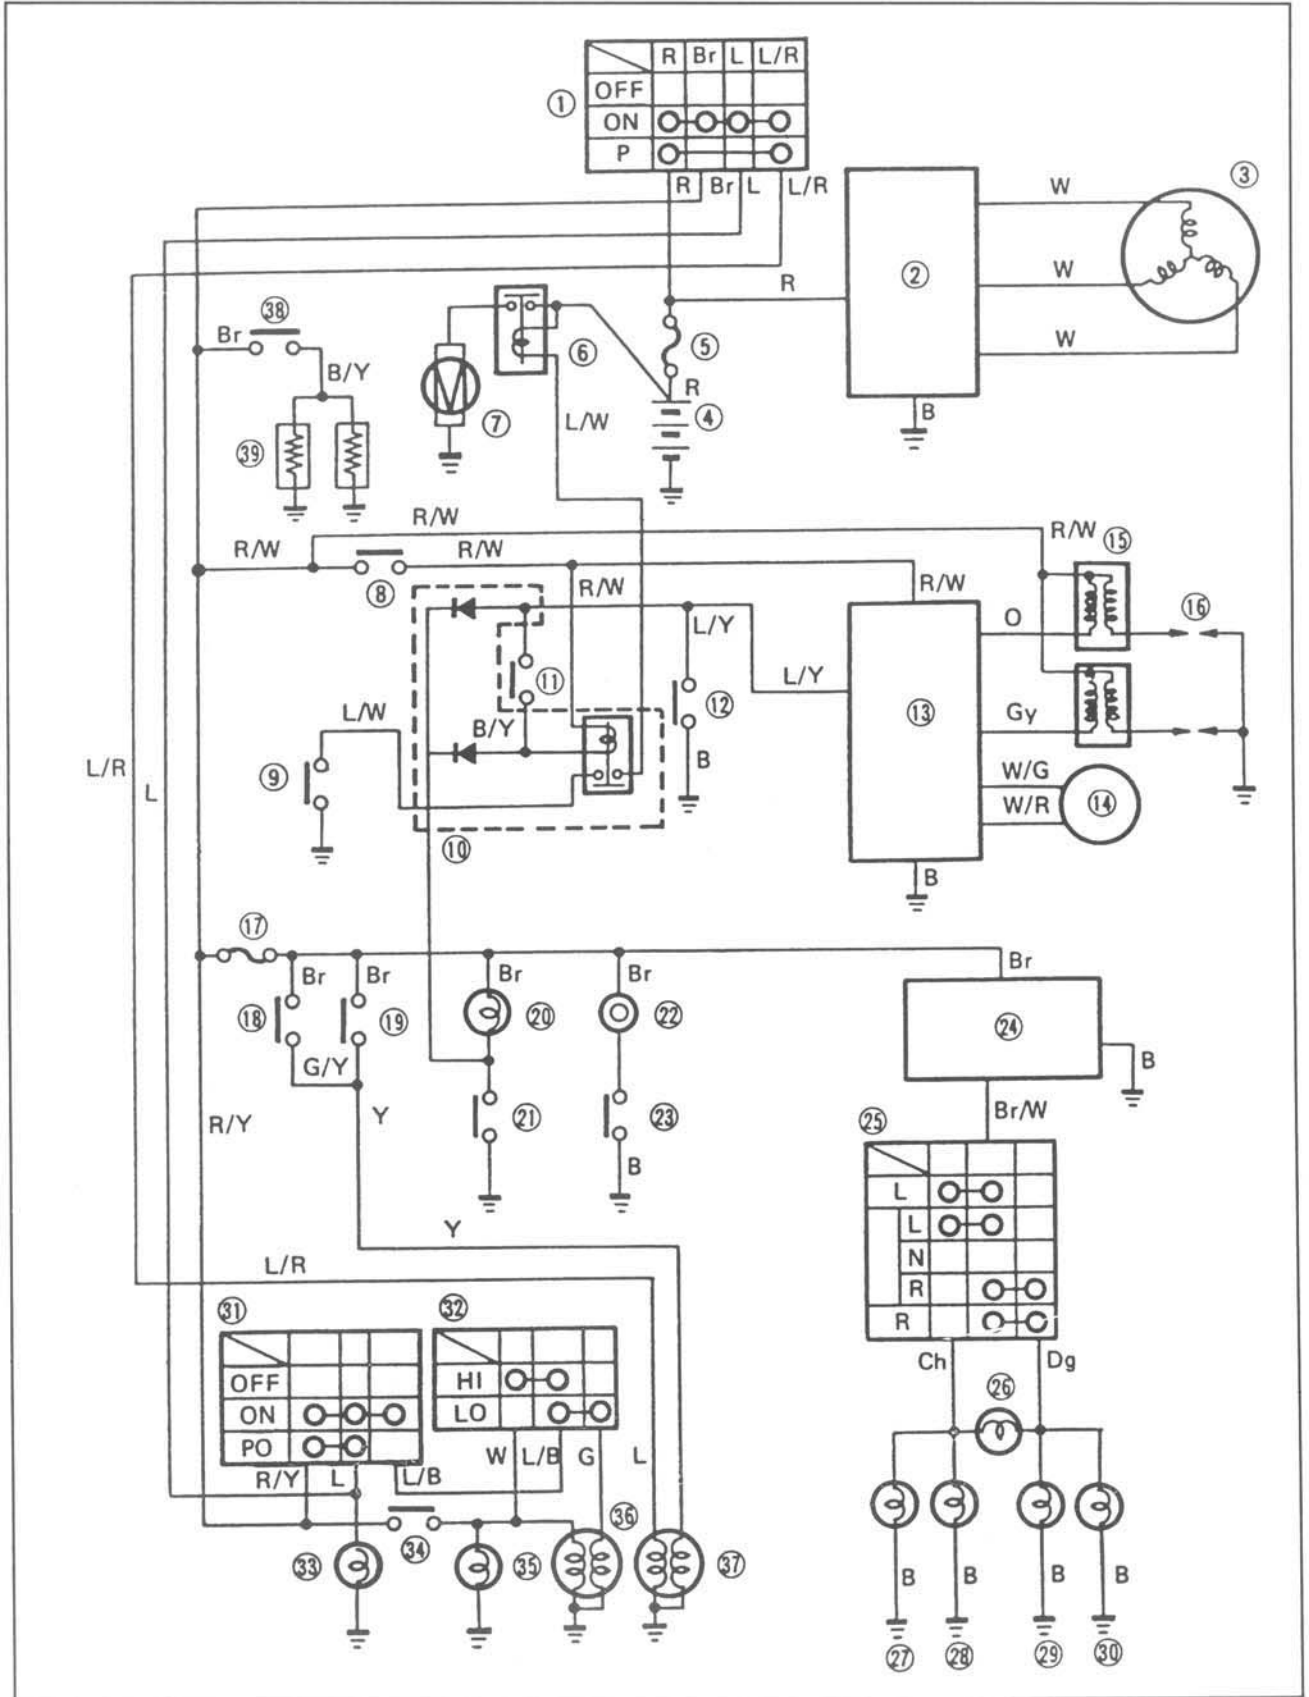 R Br L L/R
OFF
① ON
P
R Br L L/R
③
W
②
W
R
W
B
㊳
Br
B/Y
㊴
⑥
⑦
L/W
⑤
R
④
R/W
R/W
R/W
R/W ⑮
⑧
R/W
R/W
O
⑯
L/Y
L/Y
⑪
⑫
⑬
L/W
B/Y
Gy
B
⑨
L/R
L
W/G
W/R
⑭
⑩
B
⑰
Br
Br
Br
Br
Br
⑱
⑲
⑳
㉒
㉔
G/Y
B
R/Y
Y
㉑
㉓
B
Br/W
㉕
L
L
N
R
R
Y
L/R
Ch
Dg
㉖
㉛
OFF
ON
PO
㉜
HI
LO
R/Y L L/B
W L/B G L
㉝
㉞
㉟
㊱
㊲
B B B B
㉗ ㉘ ㉙ ㉚